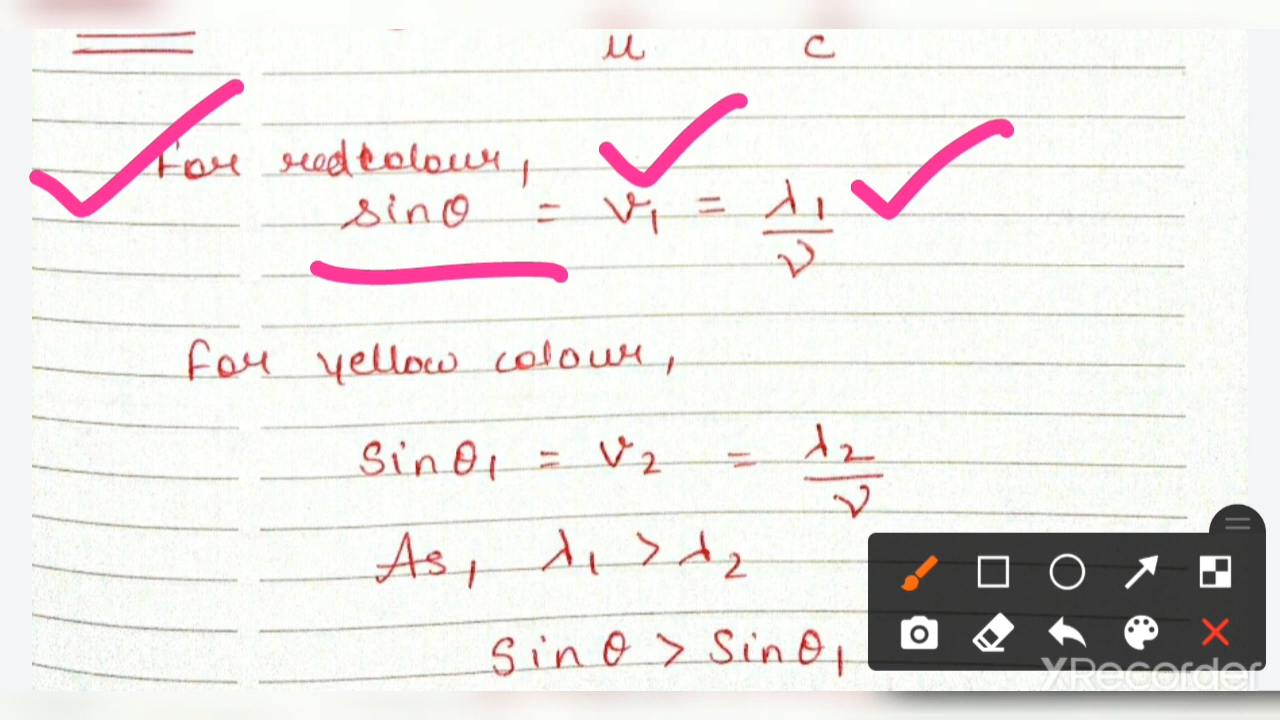 μ c
For red colour,
sinθ = v₁ = λ₁/ν
For yellow colour,
sinθ₁ = v₂ = λ₂/ν
As, λ₁ > λ₂
sinθ > sinθ₁
XRecorder